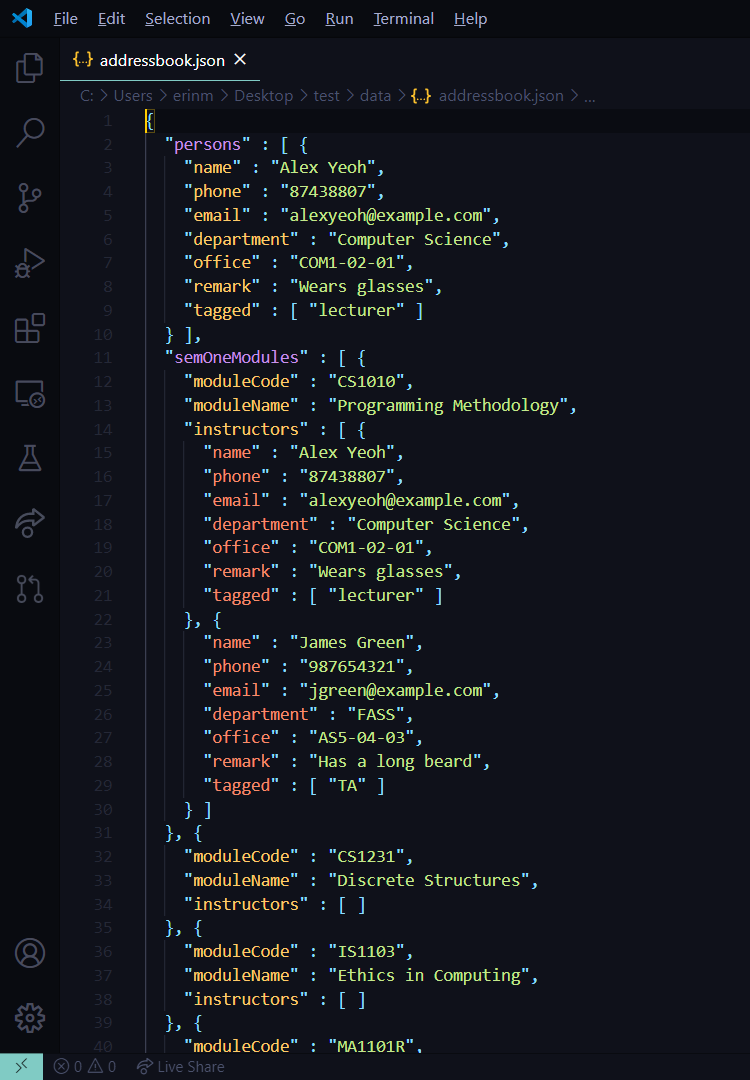 File Edit Selection View Go Run Terminal Help
{..} addressbook.json ×
C: > Users > erinm > Desktop > test > data > {..} addressbook.json > ...
1 {
2 "persons" : [ {
3 "name" : "Alex Yeoh",
4 "phone" : "87438807",
5 "email" : "alexyeoh@example.com",
6 "department" : "Computer Science",
7 "office" : "COM1-02-01",
8 "remark" : "Wears glasses",
9 "tagged" : [ "lecturer" ]
10 } ],
11 "semOneModules" : [ {
12 "moduleCode" : "CS1010",
13 "moduleName" : "Programming Methodology",
14 "instructors" : [ {
15 "name" : "Alex Yeoh",
16 "phone" : "87438807",
17 "email" : "alexyeoh@example.com",
18 "department" : "Computer Science",
19 "office" : "COM1-02-01",
20 "remark" : "Wears glasses",
21 "tagged" : [ "lecturer" ]
22 }, {
23 "name" : "James Green",
24 "phone" : "987654321",
25 "email" : "jgreen@example.com",
26 "department" : "FASS",
27 "office" : "AS5-04-03",
28 "remark" : "Has a long beard",
29 "tagged" : [ "TA" ]
30 } ]
31 }, {
32 "moduleCode" : "CS1231",
33 "moduleName" : "Discrete Structures",
34 "instructors" : [ ]
35 }, {
36 "moduleCode" : "IS1103",
37 "moduleName" : "Ethics in Computing",
38 "instructors" : [ ]
39 }, {
40 "moduleCode" : "MA1101R",
0 0 Live Share